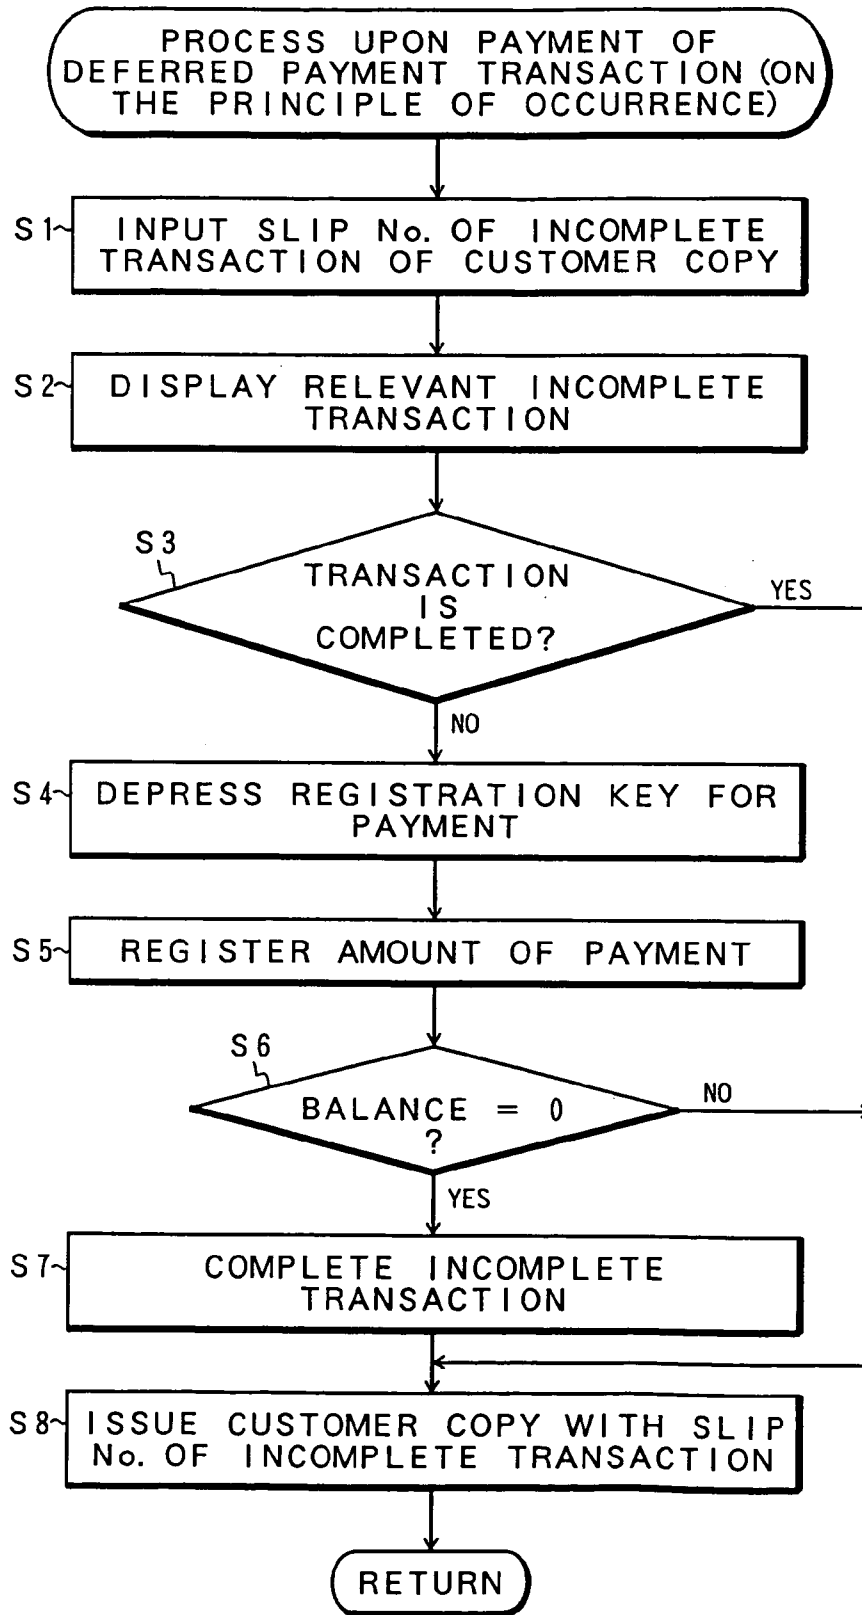 PROCESS UPON PAYMENT OF
DEFERRED PAYMENT TRANSACTION (ON
THE PRINCIPLE OF OCCURRENCE)
S1~
INPUT SLIP No. OF INCOMPLETE
TRANSACTION OF CUSTOMER COPY
S2~
DISPLAY RELEVANT INCOMPLETE
TRANSACTION
S3
TRANSACTION
IS
COMPLETED?
YES
NO
S4~
DEPRESS REGISTRATION KEY FOR
PAYMENT
S5~
REGISTER AMOUNT OF PAYMENT
S6
BALANCE = 0
?
NO
YES
S7~
COMPLETE INCOMPLETE
TRANSACTION
S8~
ISSUE CUSTOMER COPY WITH SLIP
No. OF INCOMPLETE TRANSACTION
RETURN